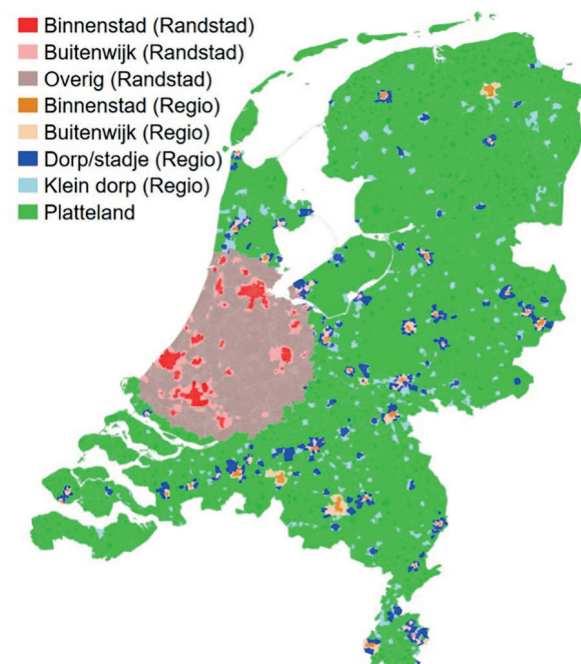 Binnenstad (Randstad)
Buitenwijk (Randstad)
Overig (Randstad)
Binnenstad (Regio)
Buitenwijk (Regio)
Dorp/stadje (Regio)
Klein dorp (Regio)
Platteland